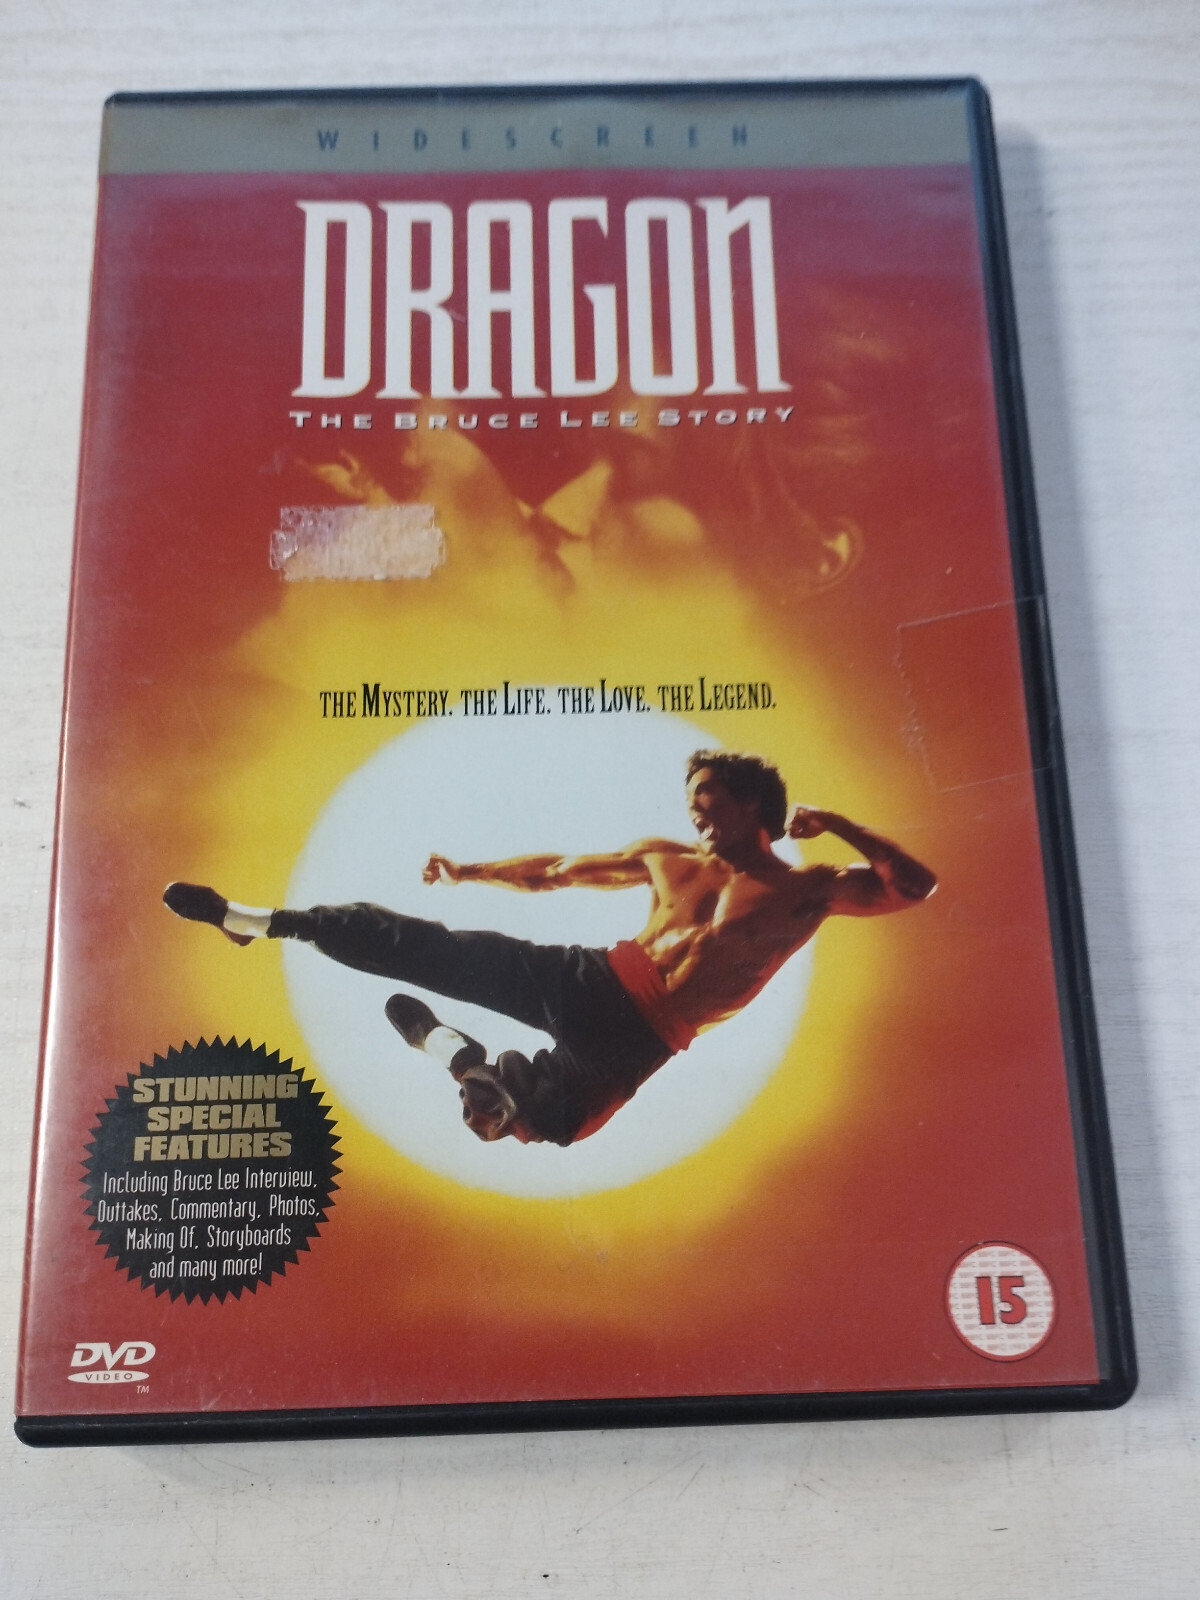 WIDESCREEN
DRAGON
THE BRUCE LEE STORY
THE MYSTERY. THE LIFE. THE LOVE. THE LEGEND.
STUNNING
SPECIAL
FEATURES
Including Bruce Lee Interview,
Outtakes, Commentary, Photos,
Making Of, Storyboards
and many more!
15
DVD
VIDEO
TM